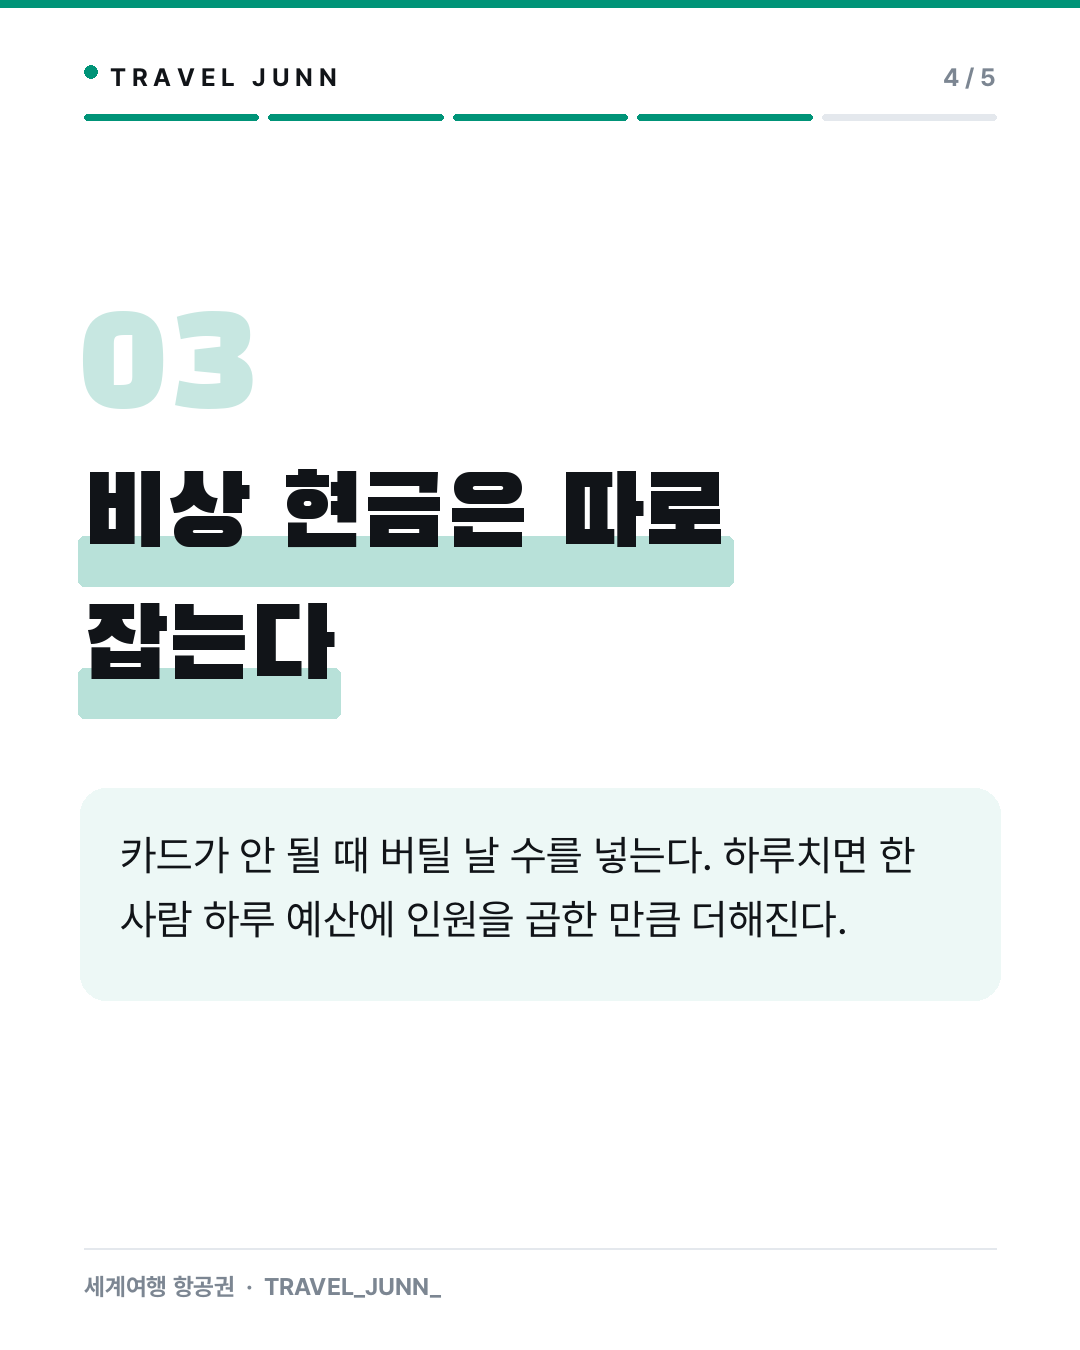 TRAVEL JUNN
4 / 5
03
비상 현금은 따로
잡는다
카드가 안 될 때 버틸 날 수를 넣는다. 하루치면 한
사람 하루 예산에 인원을 곱한 만큼 더해진다.
세계여행 항공권 · TRAVEL_JUNN_